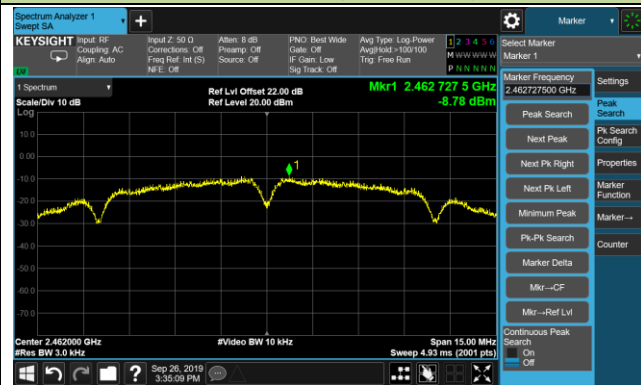 Spectrum Analyzer 1
Swept SA
Marker
KEYSIGHT
Input: RF
Coupling: AC
Align: Auto
Input Z: 50 Ω
Corrections: Off
Freq Ref: Int (S)
NFE: Off
Atten: 8 dB
Preamp: Off
Source: Off
PNO: Best Wide
Gate: Off
IF Gain: Low
Sig Track: Off
Avg Type: Log-Power
Avg|Hold:>100/100
Trig: Free Run
1 2 3 4 5 6
M W W W W W
P N N N N N
LXI
1 Spectrum
Scale/Div 10 dB
Log
Ref Lvl Offset 22.00 dB
Ref Level 20.00 dBm
Mkr1 2.462 727 5 GHz
-8.78 dBm
10.0
0.00
-10.0
-20.0
-30.0
-40.0
-50.0
-60.0
-70.0
1
Center 2.462000 GHz
#Res BW 3.0 kHz
#Video BW 10 kHz
Span 15.00 MHz
Sweep 4.93 ms (2001 pts)
Sep 26, 2019
3:35:09 PM
Select Marker
Marker 1
Marker Frequency
2.462727500 GHz
Peak Search
Next Peak
Next Pk Right
Next Pk Left
Minimum Peak
Pk-Pk Search
Marker Delta
Mkr→CF
Mkr→Ref Lvl
Continuous Peak
Search
On
Off
Settings
Peak
Search
Pk Search
Config
Properties
Marker
Function
Marker→
Counter